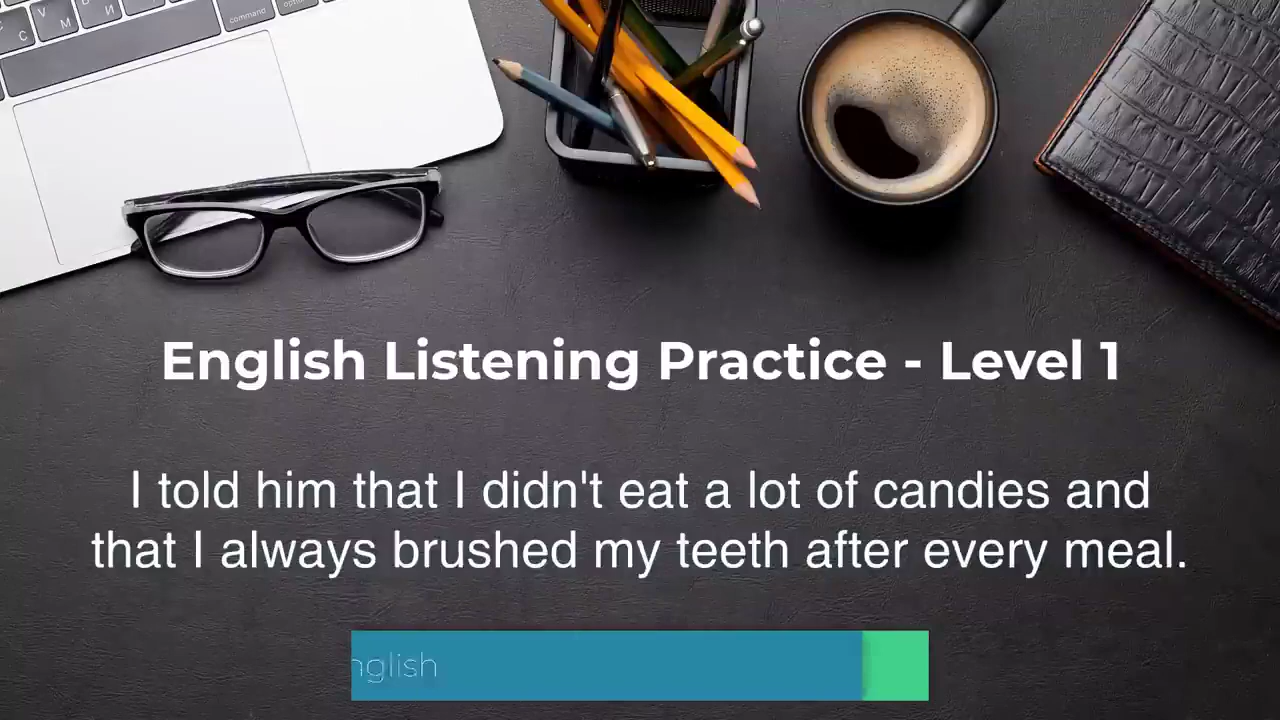 command
English Listening Practice - Level 1
I told him that I didn't eat a lot of candies and
that I always brushed my teeth after every meal.
nglish